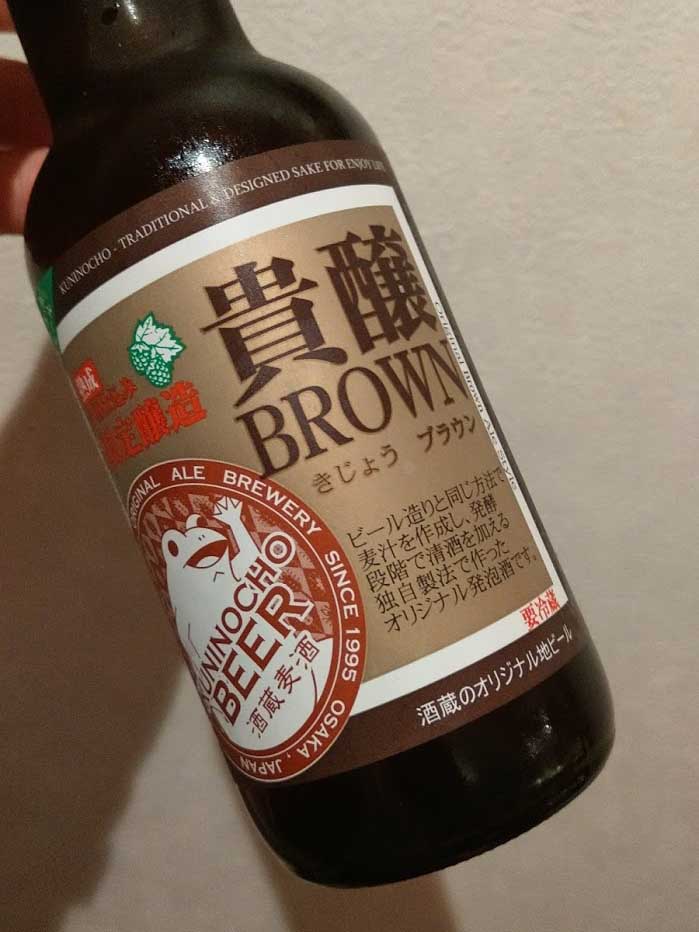 KUNINOCHO - TRADITIONAL & DESIGNED SAKE FOR ENJOY LIFE
貴醸
BROWN
きじょう ブラウン
Original Brown Ale Style
定醸造
ORIGINAL ALE BREWERY SINCE 1995 OSAKA, JAPAN
KUNINOCHO
BEER
酒蔵麦酒
ビール造りと同じ方法で
麦汁を作成し、発酵
段階で清酒を加える
独自製法で作った
オリジナル発泡酒です。
要冷蔵
酒蔵のオリジナル地ビール